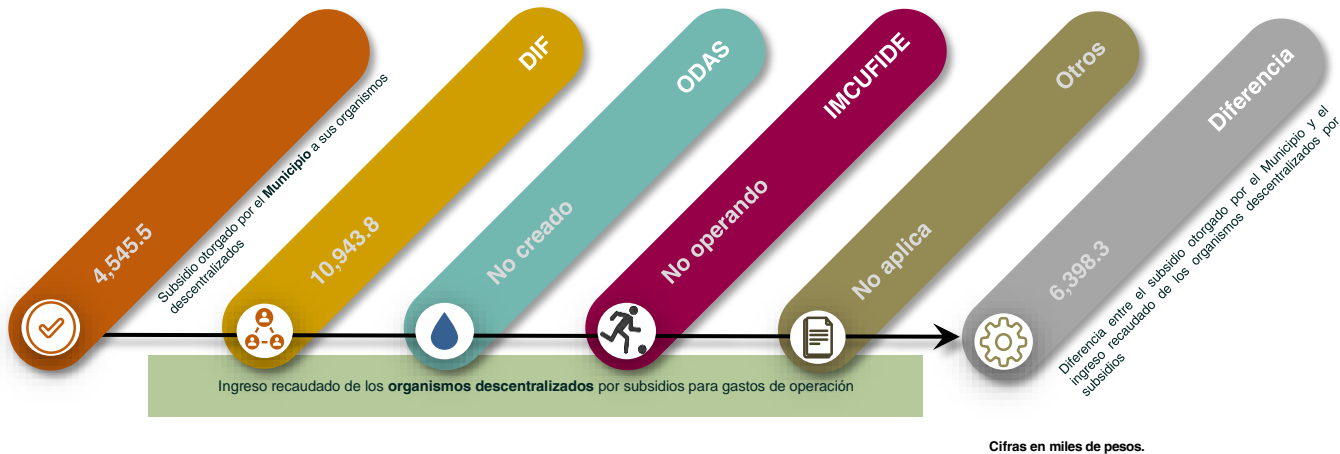 4,545.5
Subsidio otorgado por el Municipio a sus organismos
descentralizados
DIF
10,943.8
ODAS
No creado
IMCUFIDE
No operando
Otros
No aplica
Diferencia
6,398.3
Diferencia entre el subsidio otorgado por el Municipio y el
ingreso recaudado de los organismos descentralizados por
subsidios
Ingreso recaudado de los organismos descentralizados por subsidios para gastos de operación
Cifras en miles de pesos.